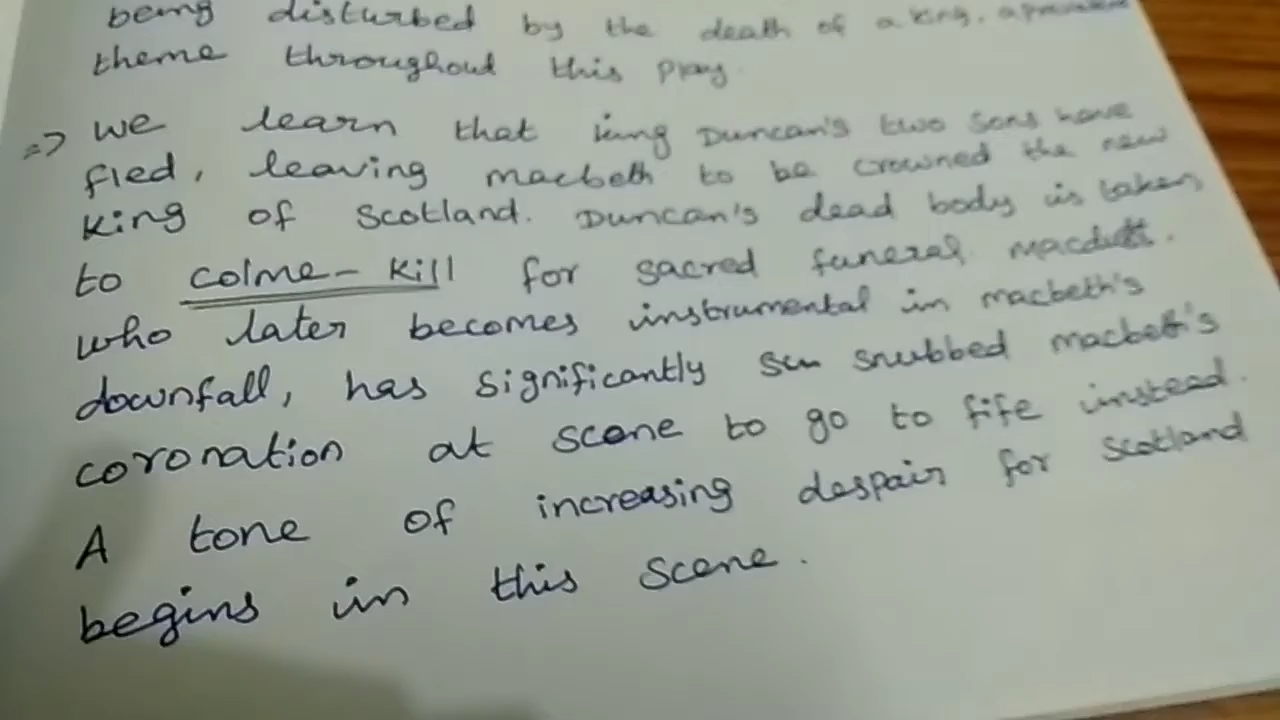 being disturbed by the death of a king. a
theme throughout this play.
=> we learn that king Duncan's two sons have
fled, leaving macbeth to be crowned the new
king of scotland. Duncan's dead body is taken
to colme-kill for sacred funeral. macduff.
who later becomes instrumental in macbeth's
downfall, has significantly snubbed macbeth's
coronation at scone to go to fife instead.
A tone of increasing despair for scotland
begins in this scene.